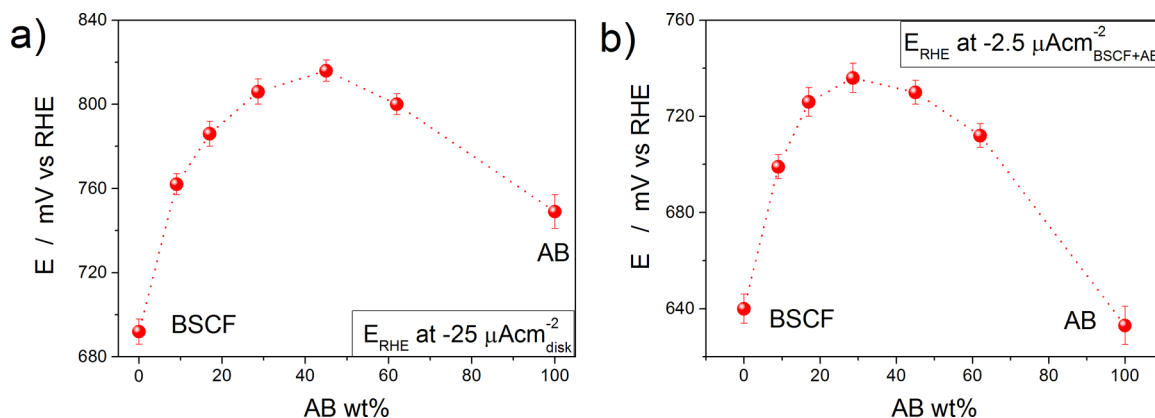 a)
E / mV vs RHE
840
800
760
720
680
BSCF
AB
E_RHE at -25 μAcm^-2_disk
0 20 40 60 80 100
AB wt%
b)
E / mV vs RHE
760
720
680
640
E_RHE at -2.5 μAcm^-2_BSCF+AB
BSCF
AB
0 20 40 60 80 100
AB wt%